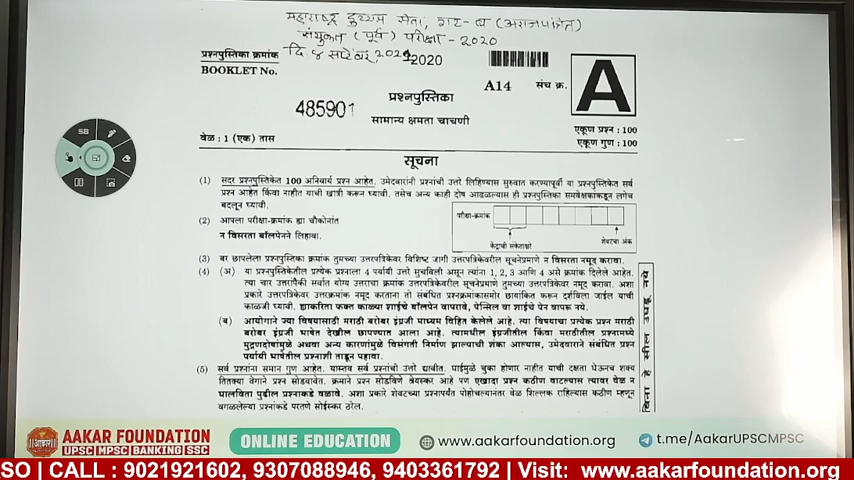 महाराष्ट्र दुय्यम सेवा, गट-ब (अराजपत्रित)
संयुक्त (पूर्व) परीक्षा - २०२०
दि. ४ सप्टेंबर, 2021
2020
प्रश्नपुस्तिका क्रमांक
BOOKLET No.
485901
प्रश्नपुस्तिका
सामान्य क्षमता चाचणी
A14
संच क्र.
A
वेळ : 1 (एक) तास
एकूण प्रश्न : 100
एकूण गुण : 100
सूचना
(1) सदर प्रश्नपुस्तिकेत 100 अनिवार्य प्रश्न आहेत. उमेदवारांनी प्रश्नांची उत्तरे लिहिण्यास सुरुवात करण्यापूर्वी या प्रश्नपुस्तिकेत सर्व
प्रश्न आहेत किंवा नाहीत याची खात्री करून घ्यावी. तसेच अन्य काही दोष आढळल्यास ही प्रश्नपुस्तिका समवेक्षकांकडून लगेच
बदलून घ्यावी.
(2) आपला परीक्षा-क्रमांक ह्या चौकोनांत
न विसरता बॉलपेनने लिहावा.
परीक्षा-क्रमांक
केंद्राची संकेताक्षरे
शेवटचा अंक
(3) वर छापलेला प्रश्नपुस्तिका क्रमांक तुमच्या उत्तरपत्रिकेवर विशिष्ट जागी उत्तरपत्रिकेवरील सूचनेप्रमाणे न विसरता नमूद करावा.
(4) (अ) या प्रश्नपुस्तिकेतील प्रत्येक प्रश्नाला 4 पर्यायी उत्तरे सुचविली असून त्यांना 1, 2, 3 आणि 4 असे क्रमांक दिलेले आहेत.
त्या चार उत्तरांपैकी सर्वात योग्य उत्तराचा क्रमांक उत्तरपत्रिकेवरील सूचनेप्रमाणे तुमच्या उत्तरपत्रिकेवर नमूद करावा. अशा
प्रकारे उत्तरपत्रिकेवर उत्तरक्रमांक नमूद करताना तो संबंधित प्रश्नक्रमांकासमोर छायांकित करून दर्शविला जाईल याची
काळजी घ्यावी. ह्याकरिता फक्त काळ्या शाईचे बॉलपेन वापरावे, पेन्सिल वा शाईचे पेन वापरू नये.
(ब) आयोगाने ज्या विषयासाठी मराठी बरोबर इंग्रजी माध्यम विहित केलेले आहे. त्या विषयाचा प्रत्येक प्रश्न मराठी
बरोबर इंग्रजी भाषेत देखील छापण्यात आला आहे. त्यामधील इंग्रजीतील किंवा मराठीतील प्रश्नामध्ये
मुद्रणदोषांमुळे अथवा अन्य कारणांमुळे विसंगती निर्माण झाल्याची शंका आल्यास, उमेदवाराने संबंधित प्रश्न
पर्यायी भाषेतील प्रश्नाशी ताडून पहावा.
(5) सर्व प्रश्नांना समान गुण आहेत. यास्तव सर्व प्रश्नांची उत्तरे द्यावीत. घाईमुळे चुका होणार नाहीत याची दक्षता घेऊनच शक्य
तितक्या वेगाने प्रश्न सोडवावेत. क्रमाने प्रश्न सोडविणे श्रेयस्कर आहे पण एखादा प्रश्न कठीण वाटल्यास त्यावर वेळ न
घालविता पुढील प्रश्नाकडे वळावे. अशा प्रकारे शेवटच्या प्रश्नापर्यंत पोहोचल्यानंतर वेळ शिल्लक राहिल्यास कठीण म्हणून
वगळलेल्या प्रश्नांकडे परतणे सोईस्कर ठरेल.
विना हे सील उघडू नये
AAKAR FOUNDATION
UPSC MPSC BANKING SSC
ONLINE EDUCATION
www.aakarfoundation.org
t.me/AakarUPSCMPSC
SO | CALL : 9021921602, 9307088946, 9403361792 | Visit: www.aakarfoundation.org